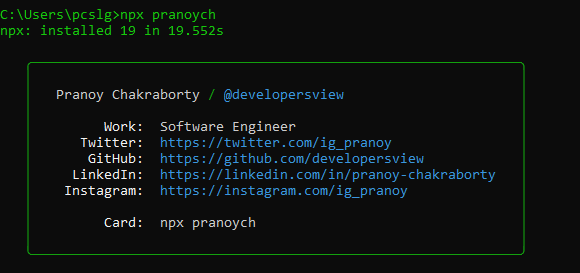 C:\Users\pcslg>npx pranoych
npx: installed 19 in 19.552s
Pranoy Chakraborty / @developersview
Work: Software Engineer
Twitter: https://twitter.com/ig_pranoy
GitHub: https://github.com/developersview
LinkedIn: https://linkedin.com/in/pranoy-chakraborty
Instagram: https://instagram.com/ig_pranoy
Card: npx pranoych